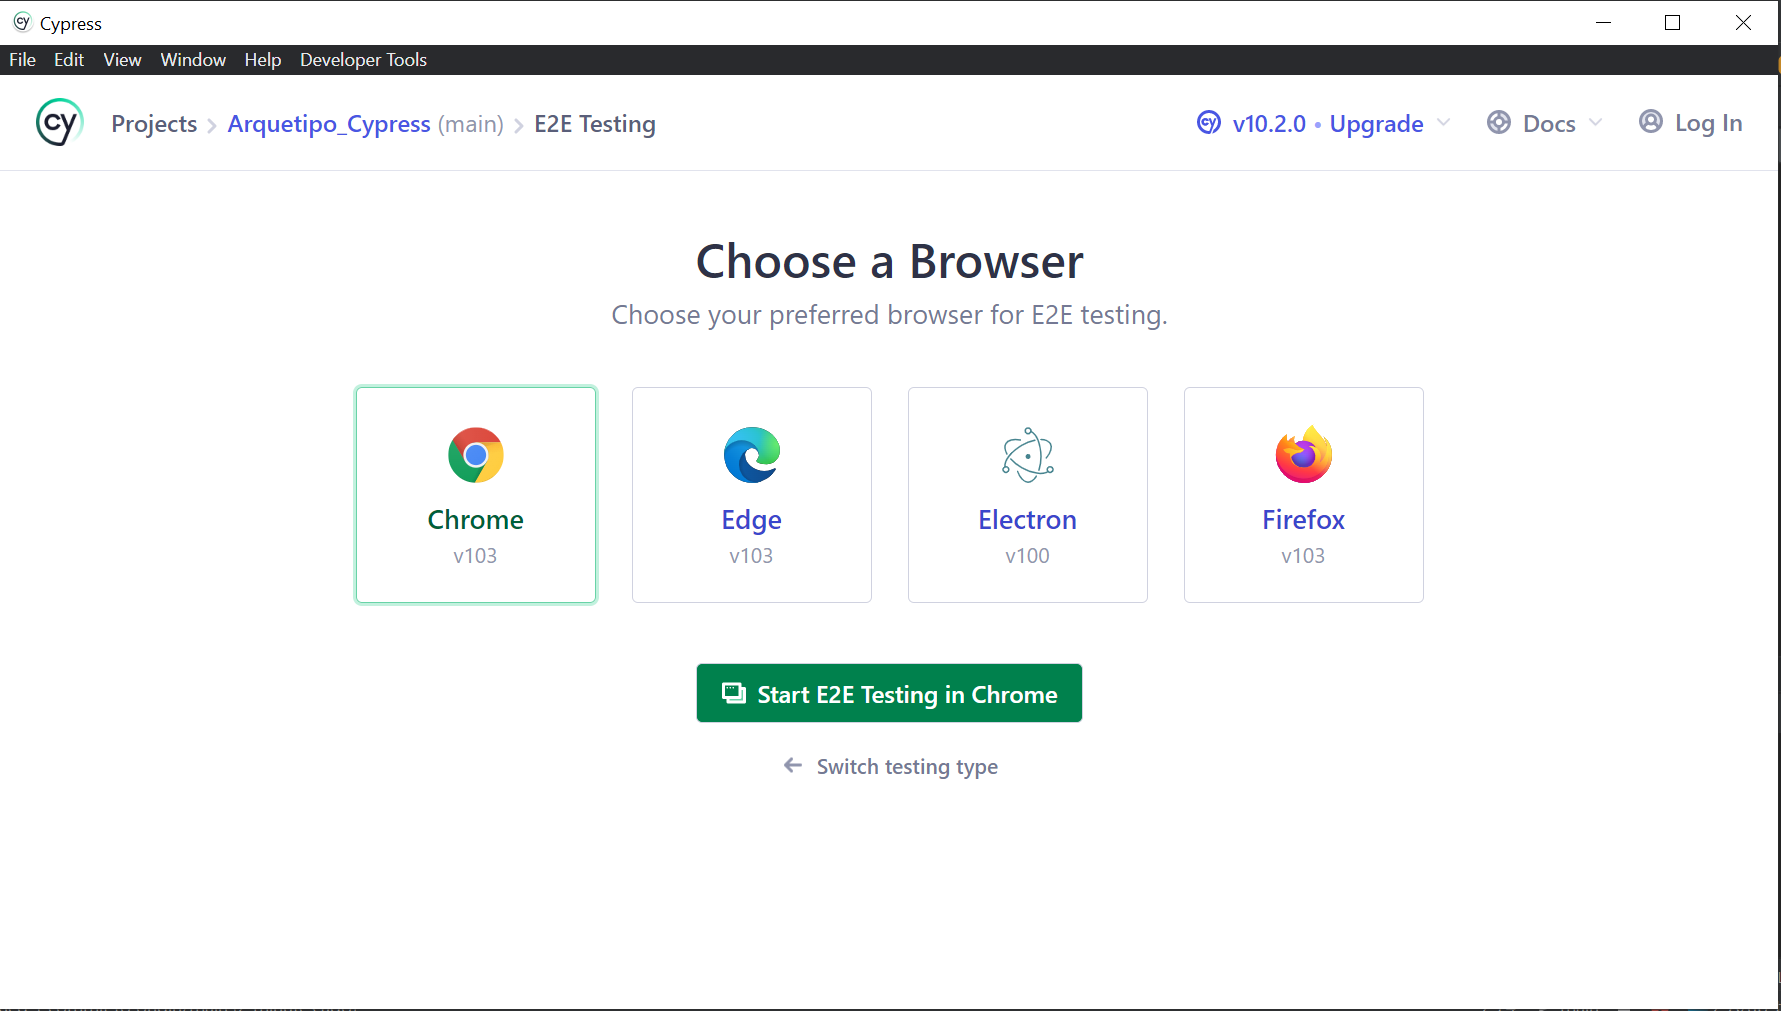 Cypress
File Edit View Window Help Developer Tools
cy Projects Arquetipo_Cypress (main) E2E Testing v10.2.0 • Upgrade Docs Log In
Choose a Browser
Choose your preferred browser for E2E testing.
Chrome Edge Electron Firefox
v103 v103 v100 v103
Start E2E Testing in Chrome
Switch testing type